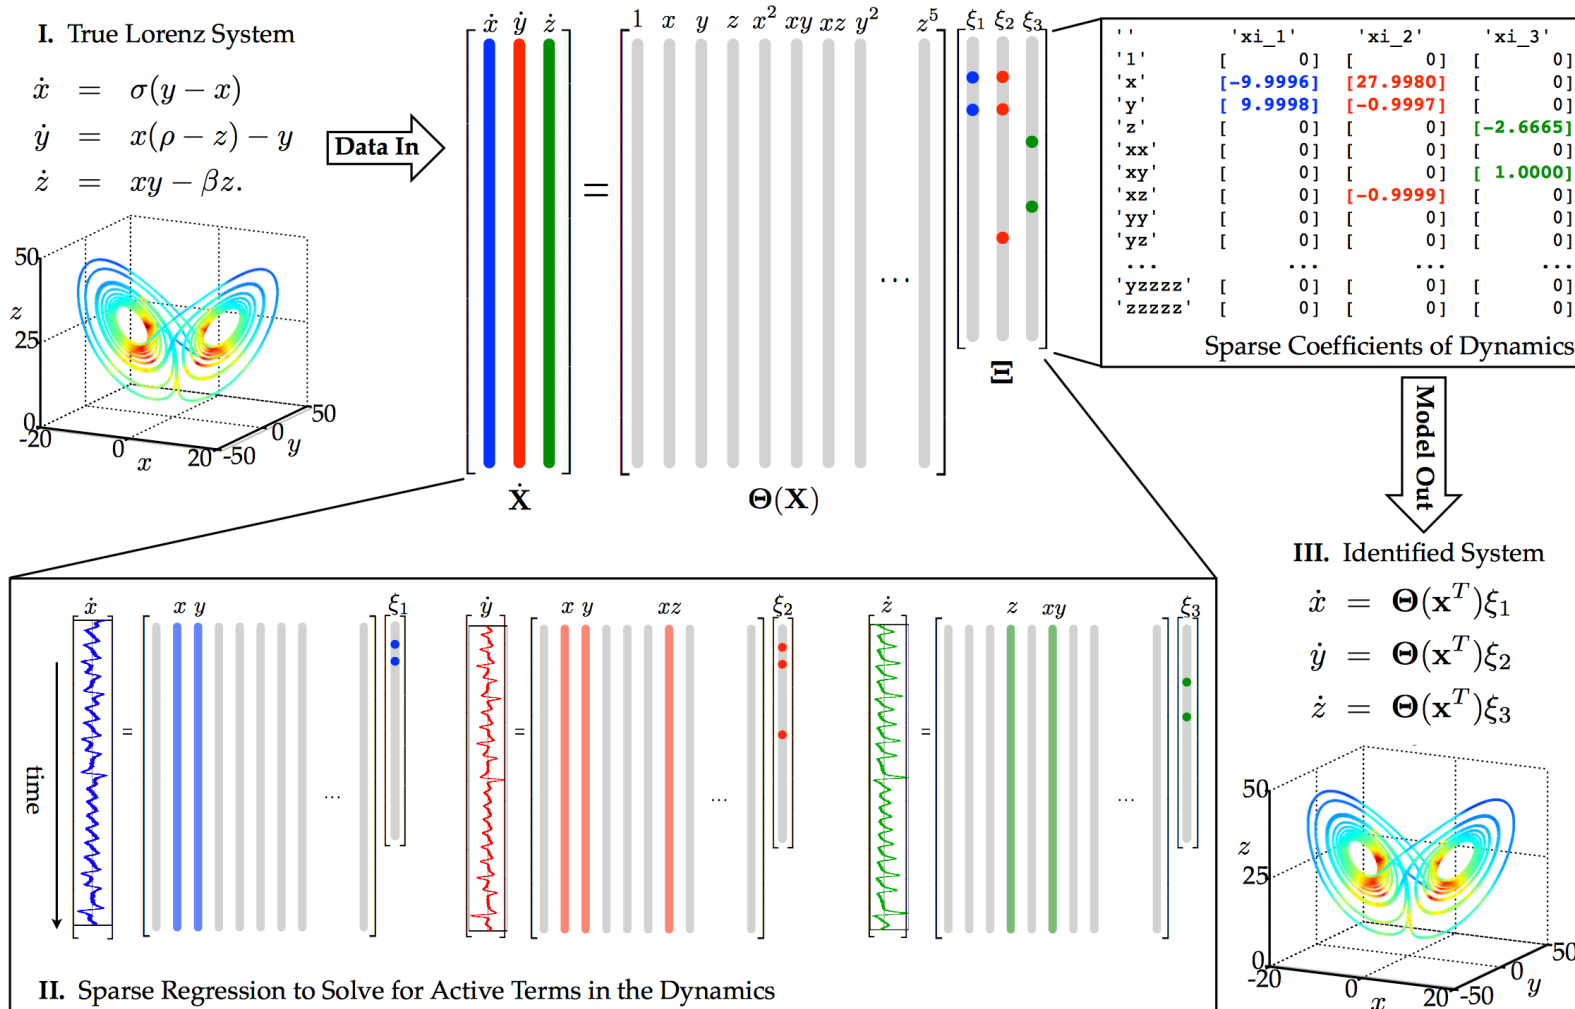 I. True Lorenz System
ẋ = σ(y − x)
ẏ = x(ρ − z) − y
ż = xy − βz.
Data In
50
25
0
z
-20
0
20
x
-50
0
50
y
ẋ ẏ ż
Ẋ
=
1 x y z x² xy xz y² z⁵
...
Θ(X)
ξ₁ ξ₂ ξ₃
Ξ
'' 'xi_1' 'xi_2' 'xi_3'
'1' [ 0] [ 0] [ 0]
'x' [-9.9996] [27.9980] [ 0]
'y' [ 9.9998] [-0.9997] [ 0]
'z' [ 0] [ 0] [-2.6665]
'xx' [ 0] [ 0] [ 0]
'xy' [ 0] [ 0] [ 1.0000]
'xz' [ 0] [-0.9999] [ 0]
'yy' [ 0] [ 0] [ 0]
'yz' [ 0] [ 0] [ 0]
... ... ... ...
'yzzzz' [ 0] [ 0] [ 0]
'zzzzz' [ 0] [ 0] [ 0]
Sparse Coefficients of Dynamics
Model Out
time
ẋ = x y ... ξ₁
ẏ = x y xz ... ξ₂
ż = z xy ... ξ₃
II. Sparse Regression to Solve for Active Terms in the Dynamics
III. Identified System
ẋ = Θ(xᵀ)ξ₁
ẏ = Θ(xᵀ)ξ₂
ż = Θ(xᵀ)ξ₃
50
25
0
z
-20
0
20
x
-50
0
50
y